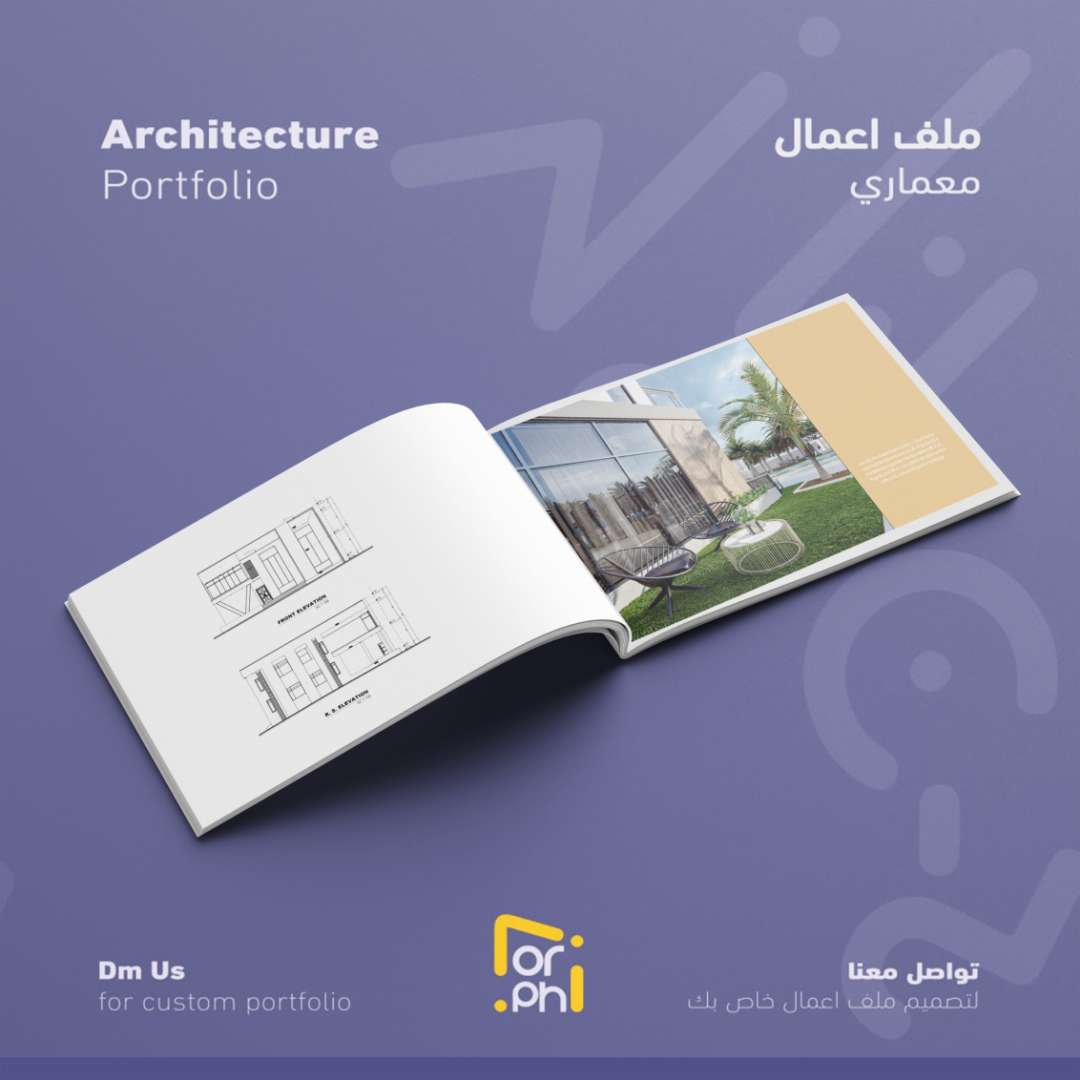 Architecture
Portfolio
ملف اعمال
معماري
FRONT ELEVATION
R. S. ELEVATION
or
ph
Dm Us
for custom portfolio
تواصل معنا
لتصميم ملف اعمال خاص بك